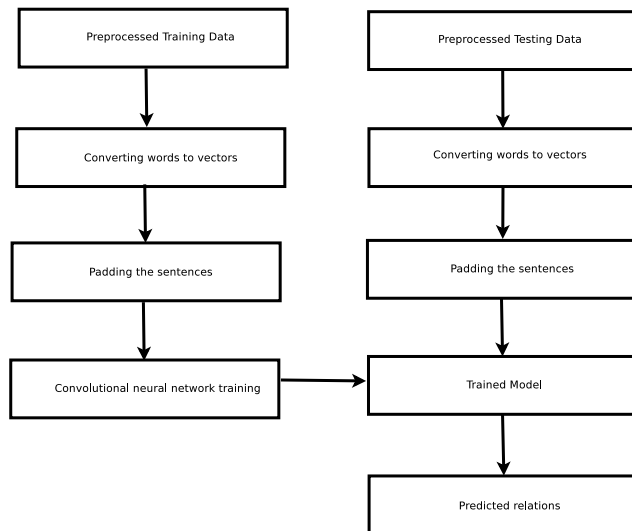 Preprocessed Training Data
Converting words to vectors
Padding the sentences
Convolutional neural network training
Preprocessed Testing Data
Converting words to vectors
Padding the sentences
Trained Model
Predicted relations